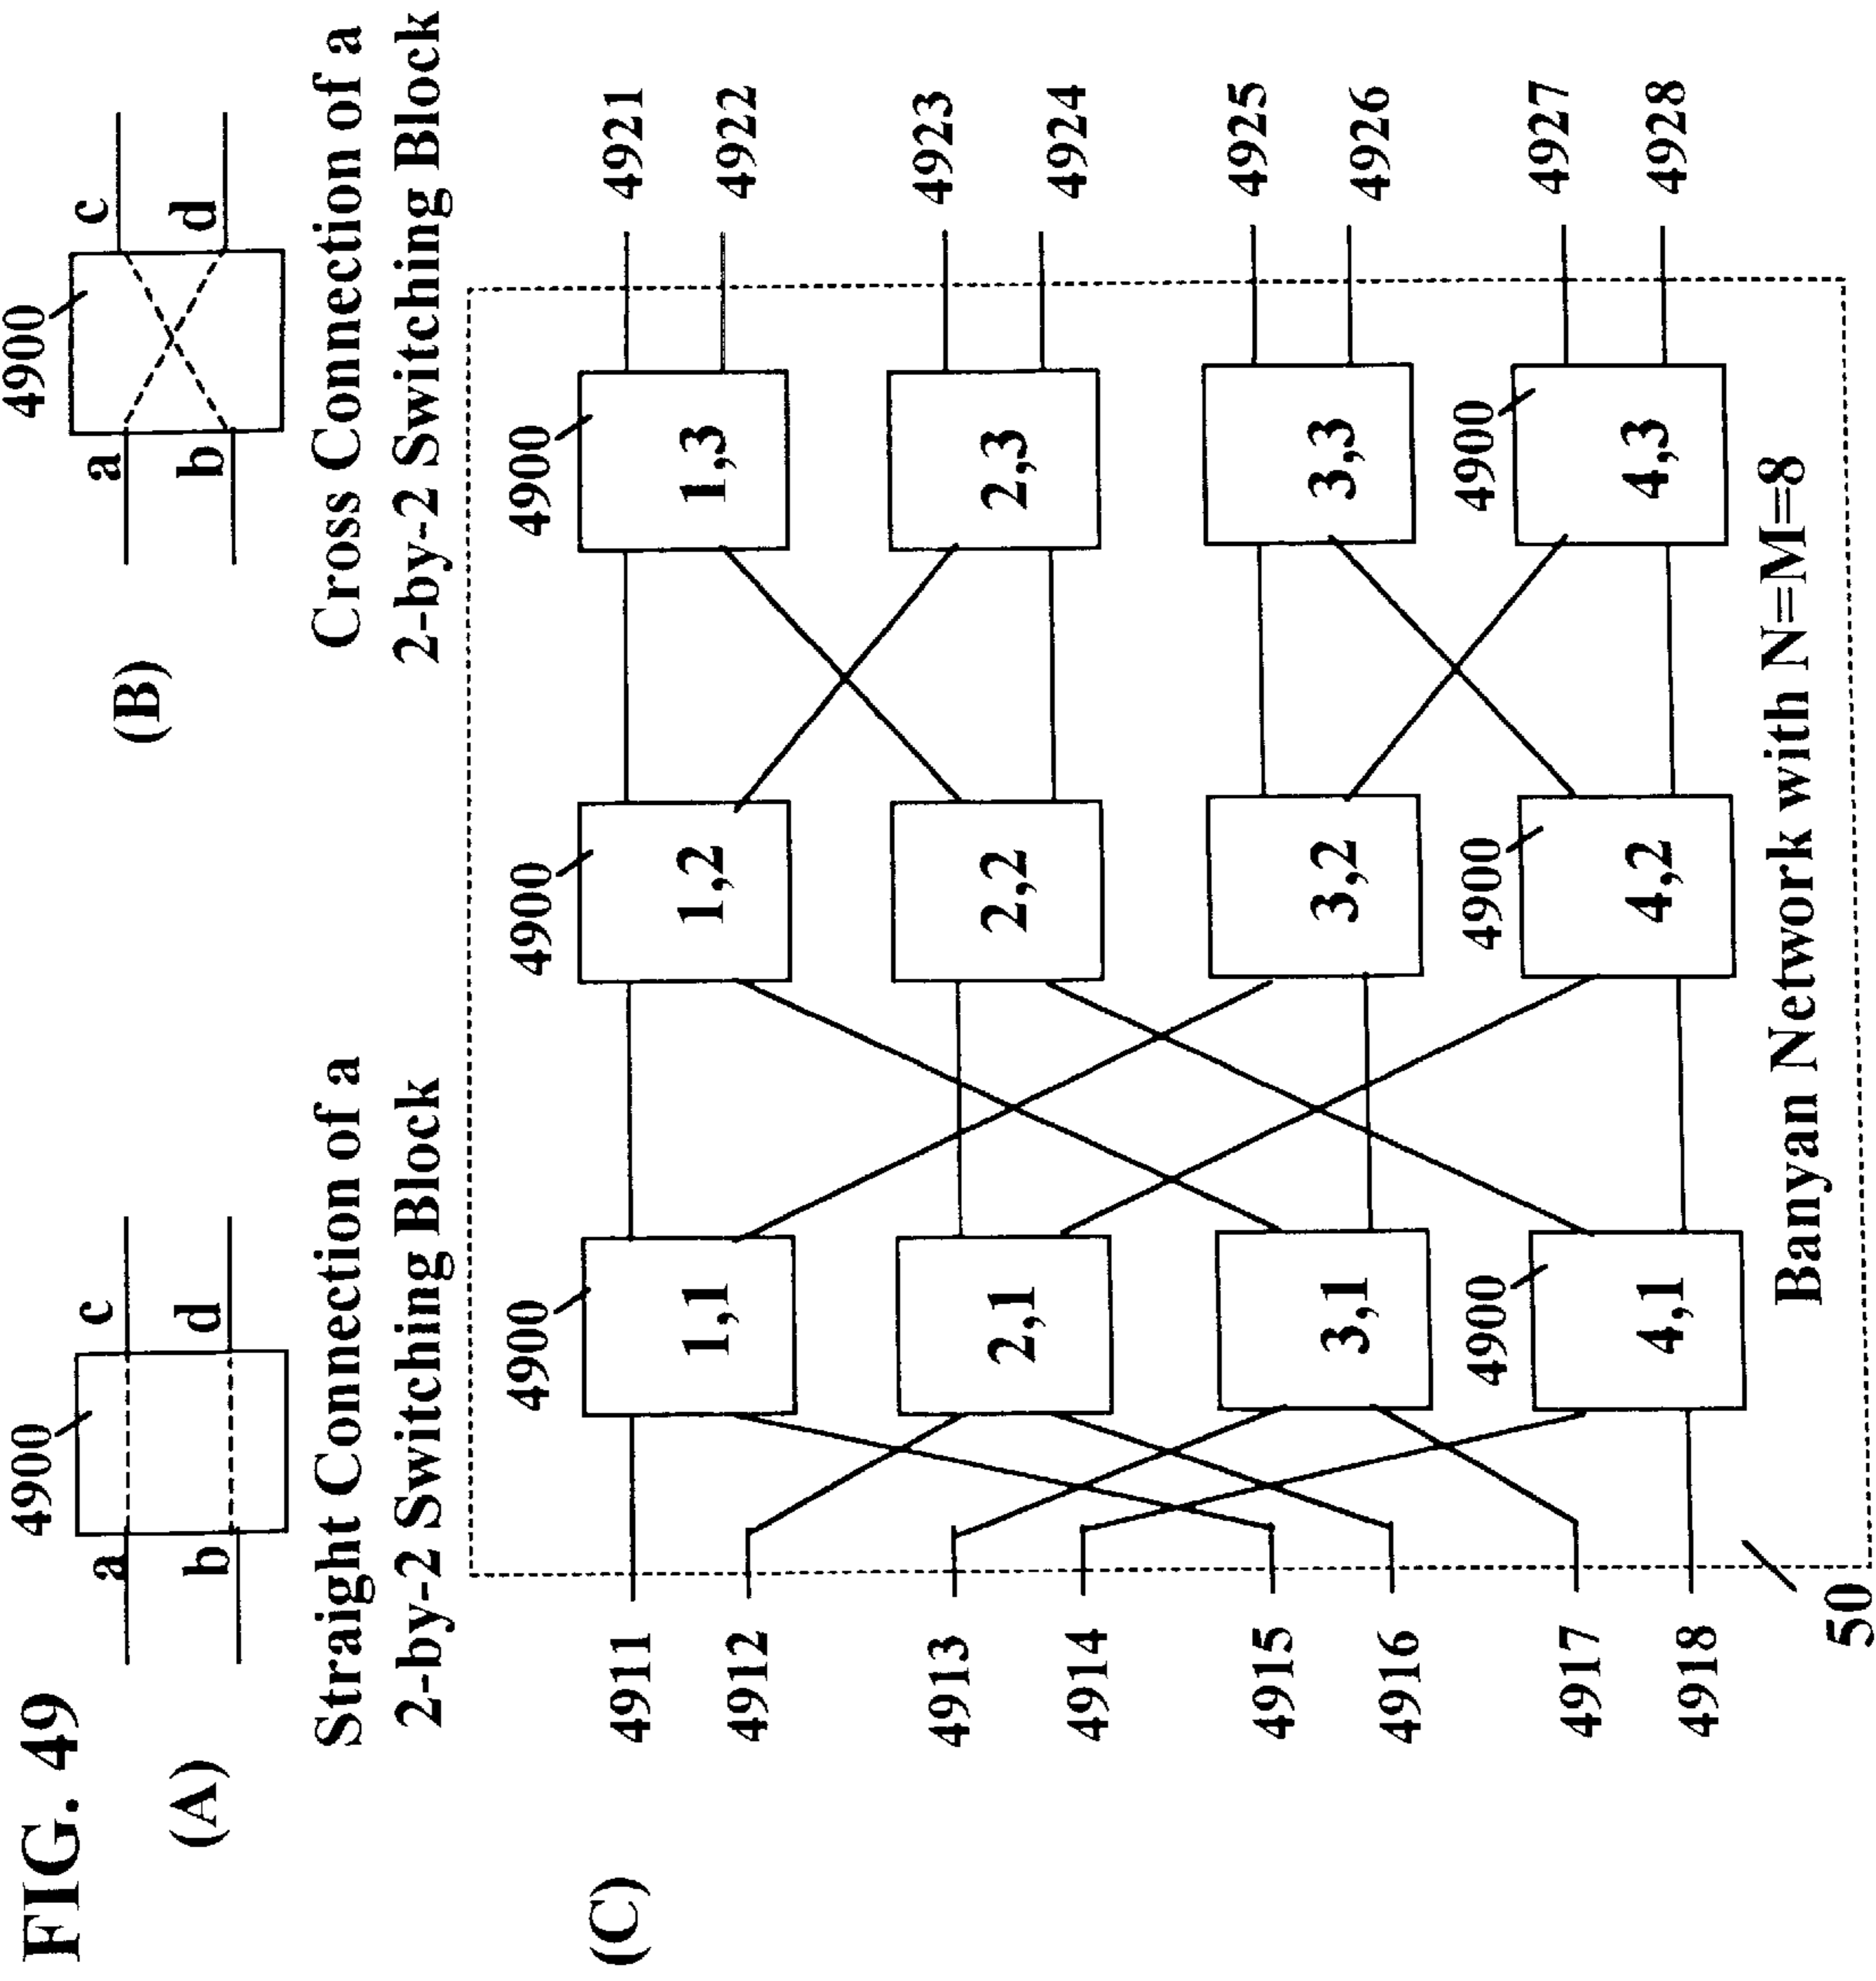 FIG. 49
(A)
4900
a
c
b
d
Straight Connection of a
2-by-2 Switching Block
(B)
4900
a
c
b
d
Cross Connection of a
2-by-2 Switching Block
(C)
4900
4900
4900
4911
1,1
1,2
1,3
4921
4912
4922
4913
2,1
2,2
2,3
4923
4914
4924
4915
3,1
3,2
3,3
4925
4916
4926
4900
4900
4900
4917
4,1
4,2
4,3
4927
4918
4928
50
Banyan Network with N=M=8